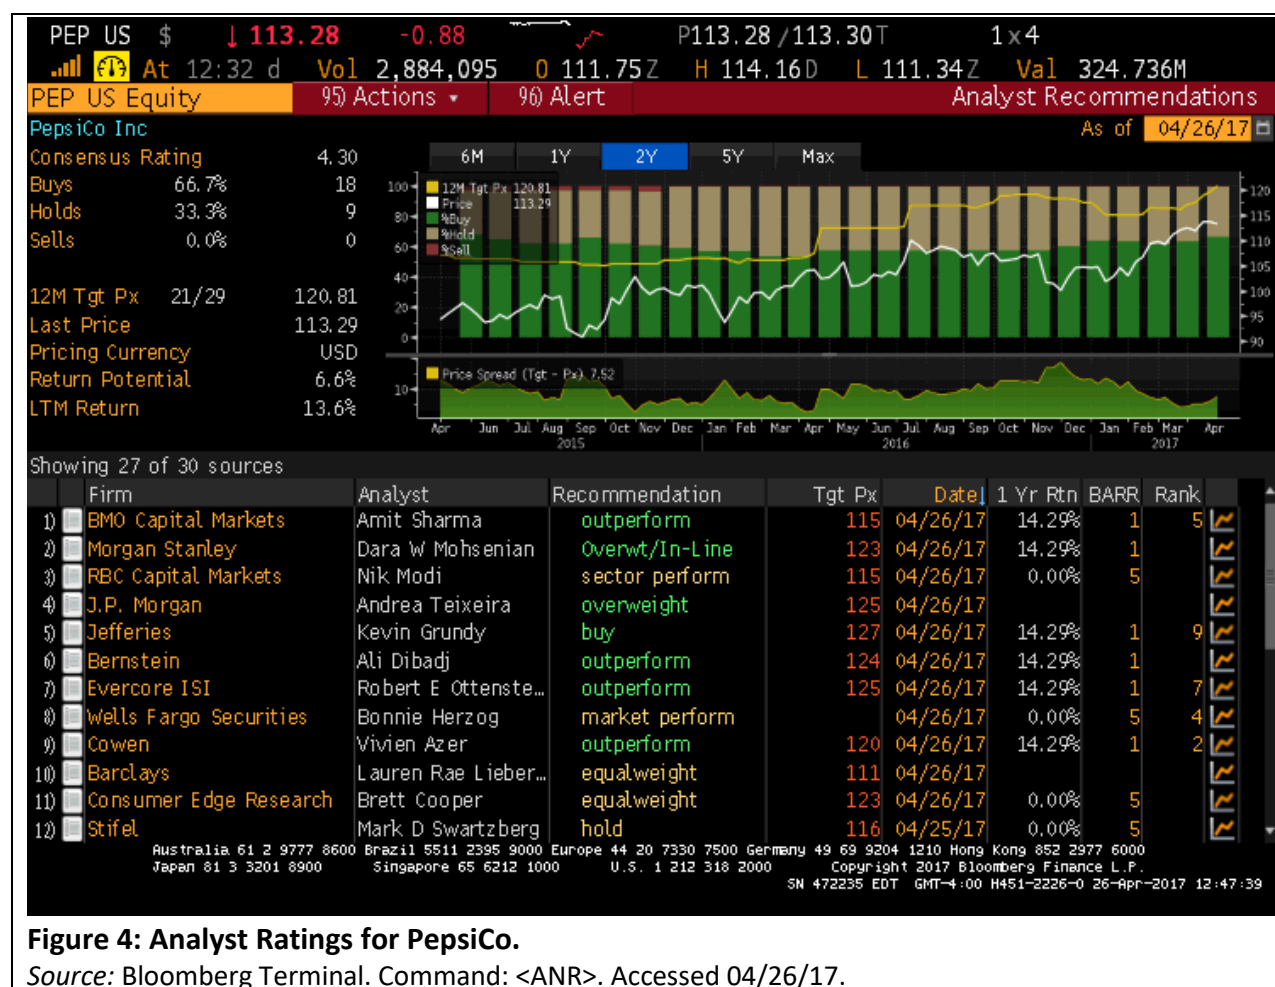 PEP US $ ↓ 113.28 -0.88 P113.28 / 113.30T 1 x 4
At 12:32 d Vol 2,884,095 O 111.75Z H 114.16D L 111.34Z Val 324.736M
PEP US Equity 95) Actions 96) Alert Analyst Recommendations
PepsiCo Inc As of 04/26/17
Consensus Rating 4.30
6M 1Y 2Y 5Y Max
Buys 66.7% 18
Holds 33.3% 9
Sells 0.0% 0
12M Tgt Px 21/29 120.81
Last Price 113.29
Pricing Currency USD
Return Potential 6.6%
LTM Return 13.6%
12M Tgt Px 120.81
Price 113.29
%Buy
%Hold
%Sell
100
80
60
40
20
0
120
115
110
105
100
95
90
Price Spread (Tgt - Px) 7.52
10
Apr Jun Jul Aug Sep Oct Nov Dec Jan Feb Mar Apr May Jun Jul Aug Sep Oct Nov Dec Jan Feb Mar Apr
2015 2016 2017
Showing 27 of 30 sources
Firm Analyst Recommendation Tgt Px Date↓ 1 Yr Rtn BARR Rank
1) BMO Capital Markets Amit Sharma outperform 115 04/26/17 14.29% 1 5
2) Morgan Stanley Dara W Mohsenian Overwt/In-Line 123 04/26/17 14.29% 1
3) RBC Capital Markets Nik Modi sector perform 115 04/26/17 0.00% 5
4) J.P. Morgan Andrea Teixeira overweight 125 04/26/17
5) Jefferies Kevin Grundy buy 127 04/26/17 14.29% 1 9
6) Bernstein Ali Dibadj outperform 124 04/26/17 14.29% 1
7) Evercore ISI Robert E Ottenste... outperform 125 04/26/17 14.29% 1 7
8) Wells Fargo Securities Bonnie Herzog market perform 04/26/17 0.00% 5 4
9) Cowen Vivien Azer outperform 120 04/26/17 14.29% 1 2
10) Barclays Lauren Rae Lieber... equalweight 111 04/26/17
11) Consumer Edge Research Brett Cooper equalweight 123 04/26/17 0.00% 5
12) Stifel Mark D Swartzberg hold 116 04/25/17 0.00% 5
Australia 61 2 9777 8600 Brazil 5511 2395 9000 Europe 44 20 7330 7500 Germany 49 69 9204 1210 Hong Kong 852 2977 6000
Japan 81 3 3201 8900 Singapore 65 6212 1000 U.S. 1 212 318 2000 Copyright 2017 Bloomberg Finance L.P.
SN 472235 EDT GMT-4:00 H451-2226-0 26-Apr-2017 12:47:39
Figure 4: Analyst Ratings for PepsiCo.
Source: Bloomberg Terminal. Command: <ANR>. Accessed 04/26/17.